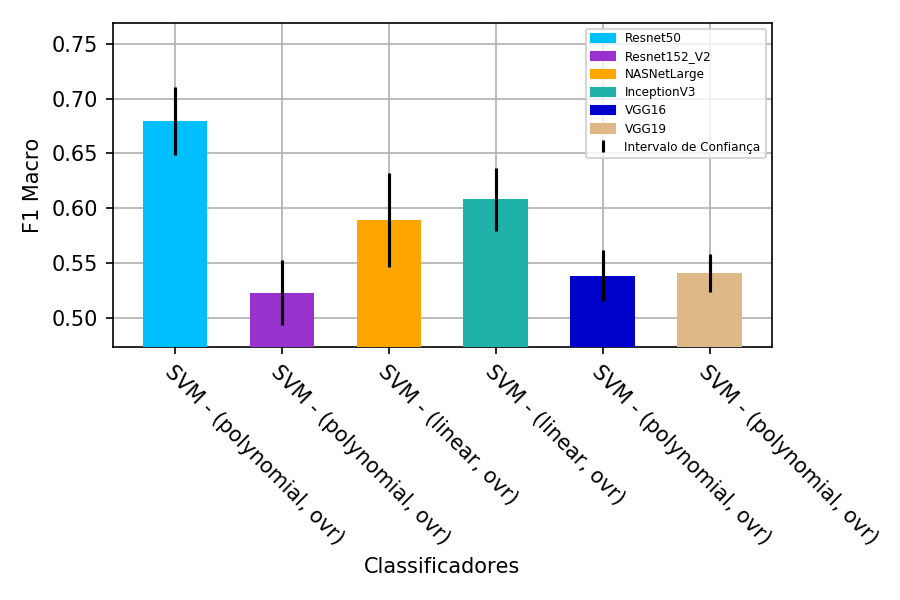 0.75
0.70
0.65
0.60
0.55
0.50
F1 Macro
Resnet50
Resnet152_V2
NASNetLarge
InceptionV3
VGG16
VGG19
Intervalo de Confiança
SVM - (polynomial, ovr)
SVM - (polynomial, ovr)
SVM - (linear, ovr)
SVM - (linear, ovr)
SVM - (polynomial, ovr)
SVM - (polynomial, ovr)
Classificadores